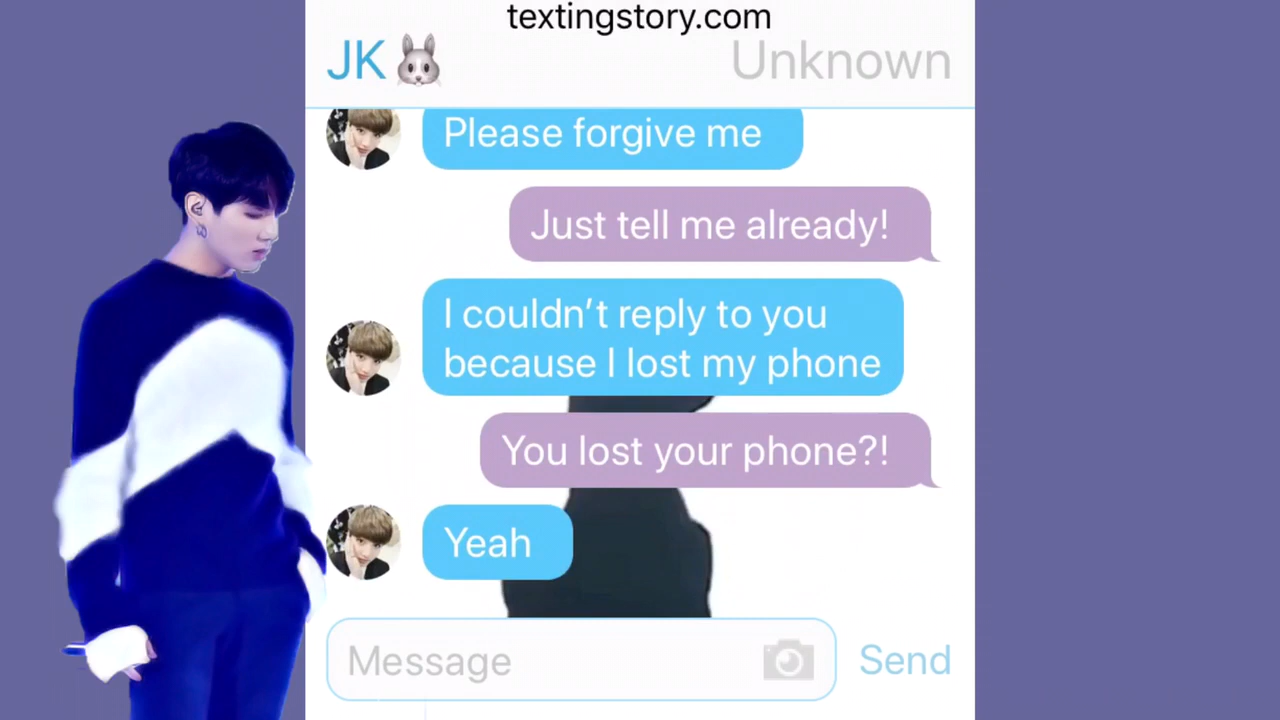 textingstory.com
JK🐰 Unknown
Please forgive me
Just tell me already!
I couldn’t reply to you
because I lost my phone
You lost your phone?!
Yeah
Message
Send